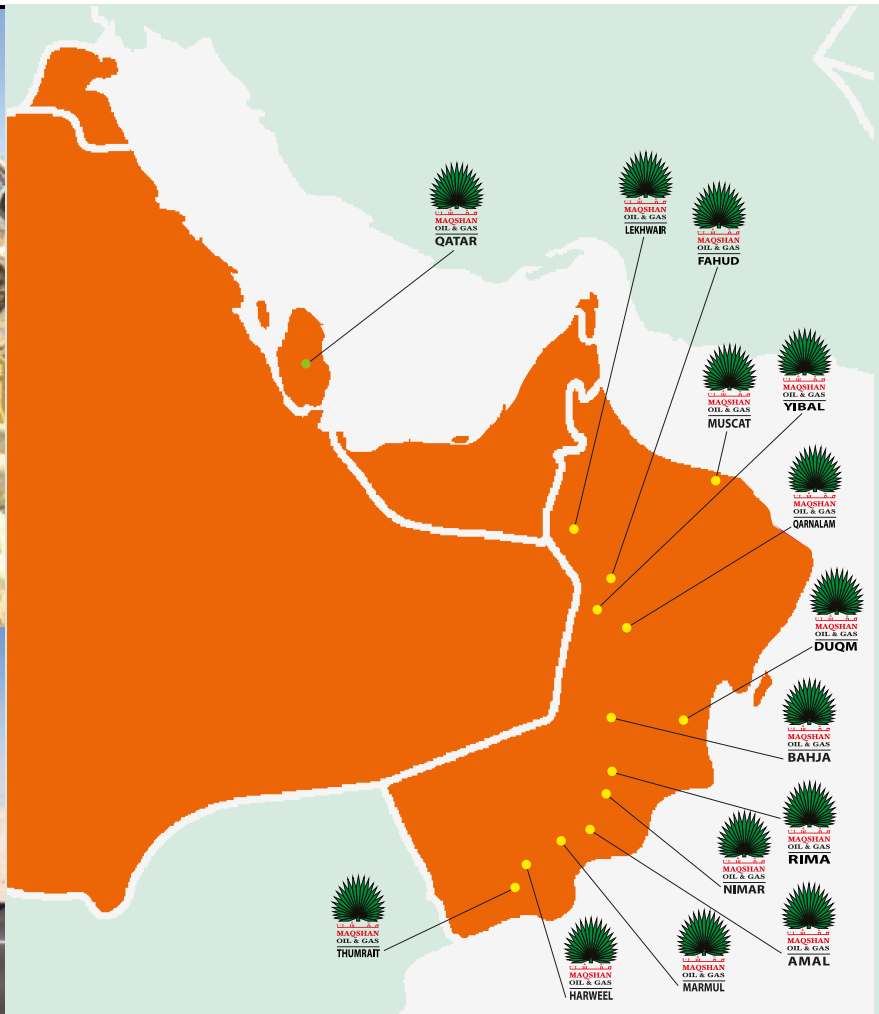 MAQSHAN
OIL & GAS
QATAR
MAQSHAN
OIL & GAS
LEKHWAIR
MAQSHAN
OIL & GAS
FAHUD
MAQSHAN
OIL & GAS
MUSCAT
MAQSHAN
OIL & GAS
YIBAL
MAQSHAN
OIL & GAS
QARNALAM
MAQSHAN
OIL & GAS
DUQM
MAQSHAN
OIL & GAS
BAHJA
MAQSHAN
OIL & GAS
RIMA
MAQSHAN
OIL & GAS
NIMAR
MAQSHAN
OIL & GAS
AMAL
MAQSHAN
OIL & GAS
MARMUL
MAQSHAN
OIL & GAS
HARWEEL
MAQSHAN
OIL & GAS
THUMRAIT